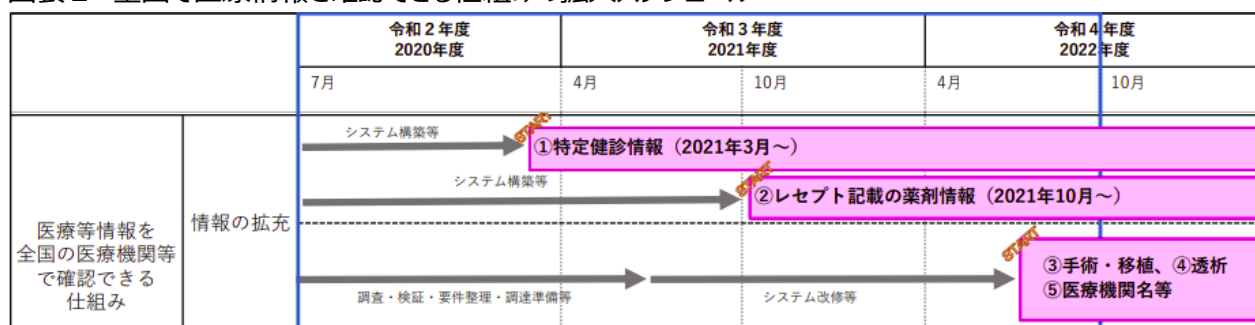 令和２年度 令和３年度 令和４年度
2020年度 2021年度 2022年度
7月 4月 10月 4月 10月
システム構築等
START
①特定健診情報（2021年3月～）
システム構築等
START
②レセプト記載の薬剤情報（2021年10月～）
医療等情報を
全国の医療機関等
で確認できる
仕組み
情報の拡充
START
③手術・移植、④透析
⑤医療機関名等
調査・検証・要件整理・調達準備等
システム改修等